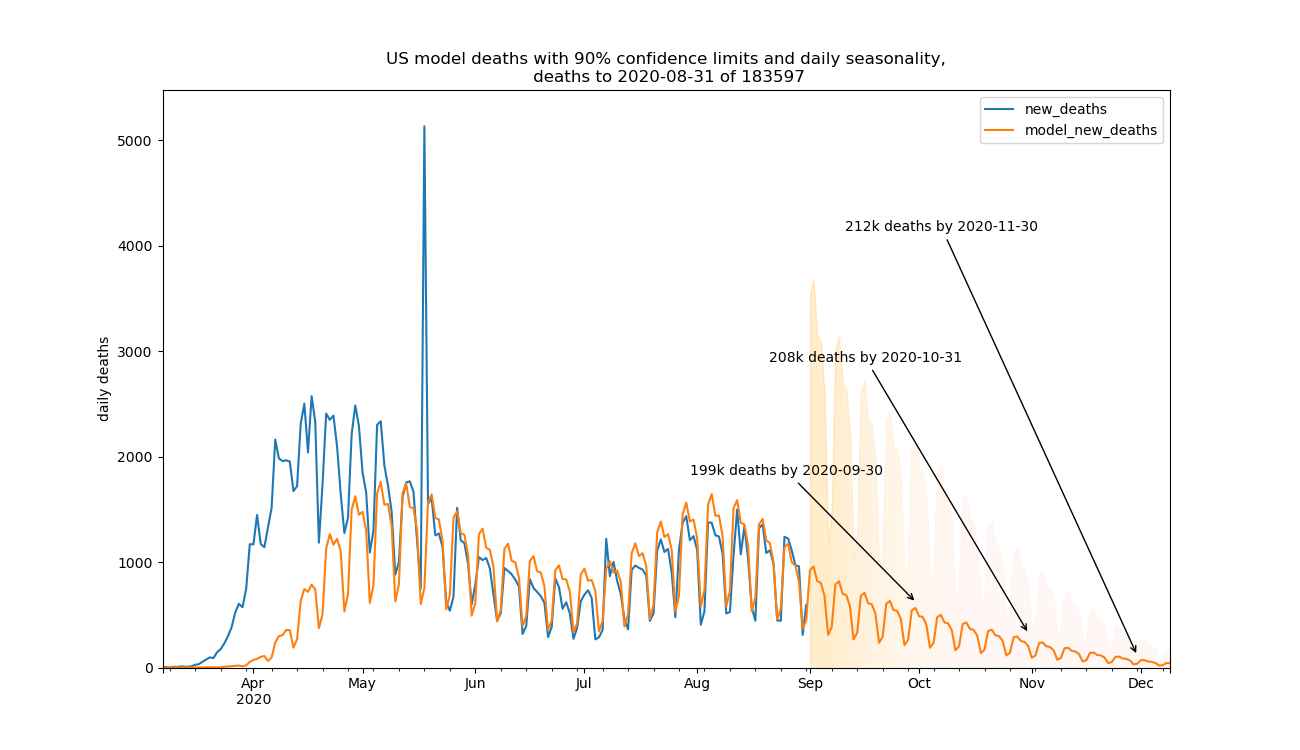 US model deaths with 90% confidence limits and daily seasonality,
deaths to 2020-08-31 of 183597
new_deaths
model_new_deaths
daily deaths
5000
4000
3000
2000
1000
0
212k deaths by 2020-11-30
208k deaths by 2020-10-31
199k deaths by 2020-09-30
Apr
2020
May
Jun
Jul
Aug
Sep
Oct
Nov
Dec